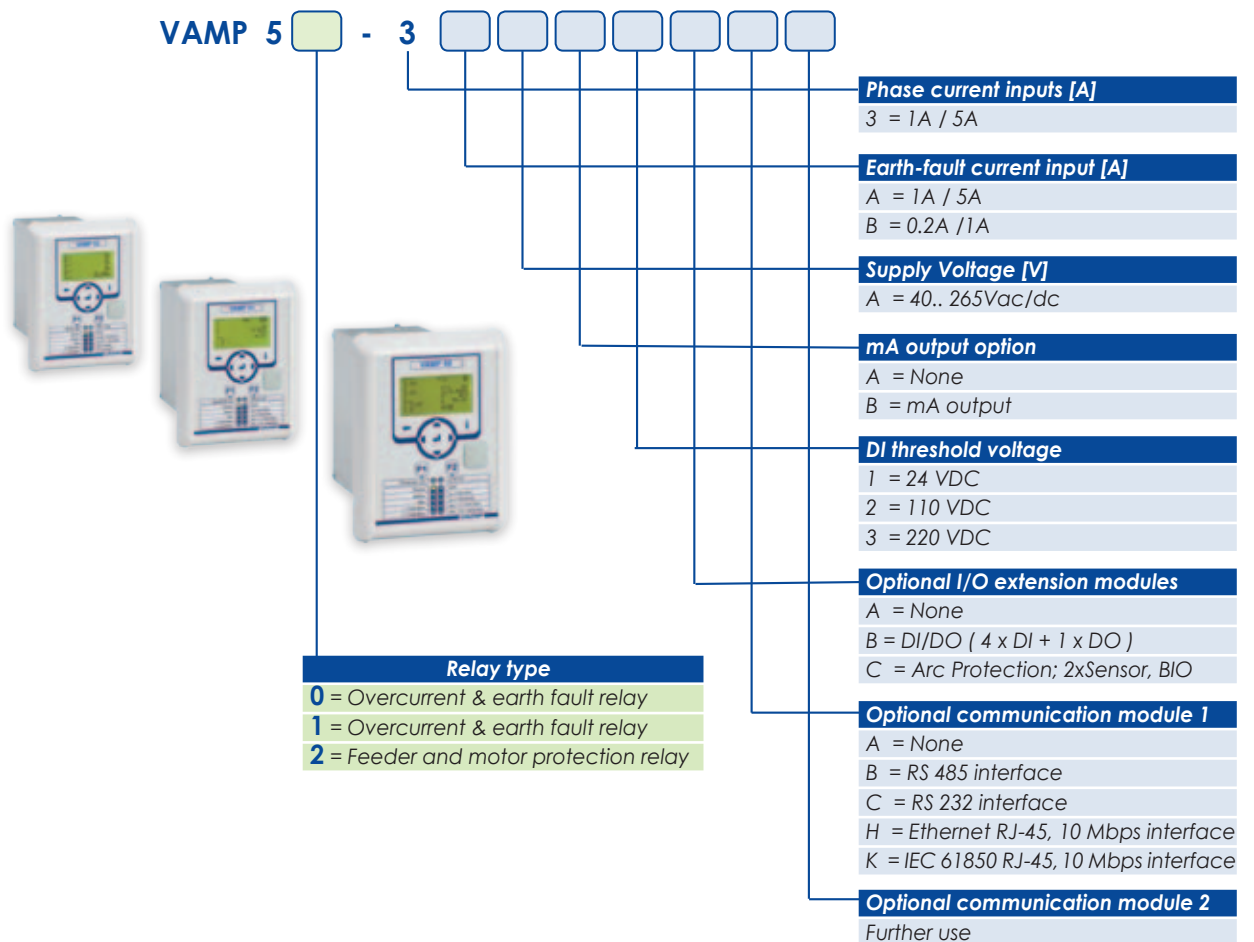 VAMP 5 - 3
Phase current inputs [A]
3 = 1A / 5A
Earth-fault current input [A]
A = 1A / 5A
B = 0.2A /1A
Supply Voltage [V]
A = 40.. 265Vac/dc
mA output option
A = None
B = mA output
DI threshold voltage
1 = 24 VDC
2 = 110 VDC
3 = 220 VDC
Optional I/O extension modules
A = None
B = DI/DO ( 4 x DI + 1 x DO )
C = Arc Protection; 2xSensor, BIO
Relay type
0 = Overcurrent & earth fault relay
1 = Overcurrent & earth fault relay
2 = Feeder and motor protection relay
Optional communication module 1
A = None
B = RS 485 interface
C = RS 232 interface
H = Ethernet RJ-45, 10 Mbps interface
K = IEC 61850 RJ-45, 10 Mbps interface
Optional communication module 2
Further use